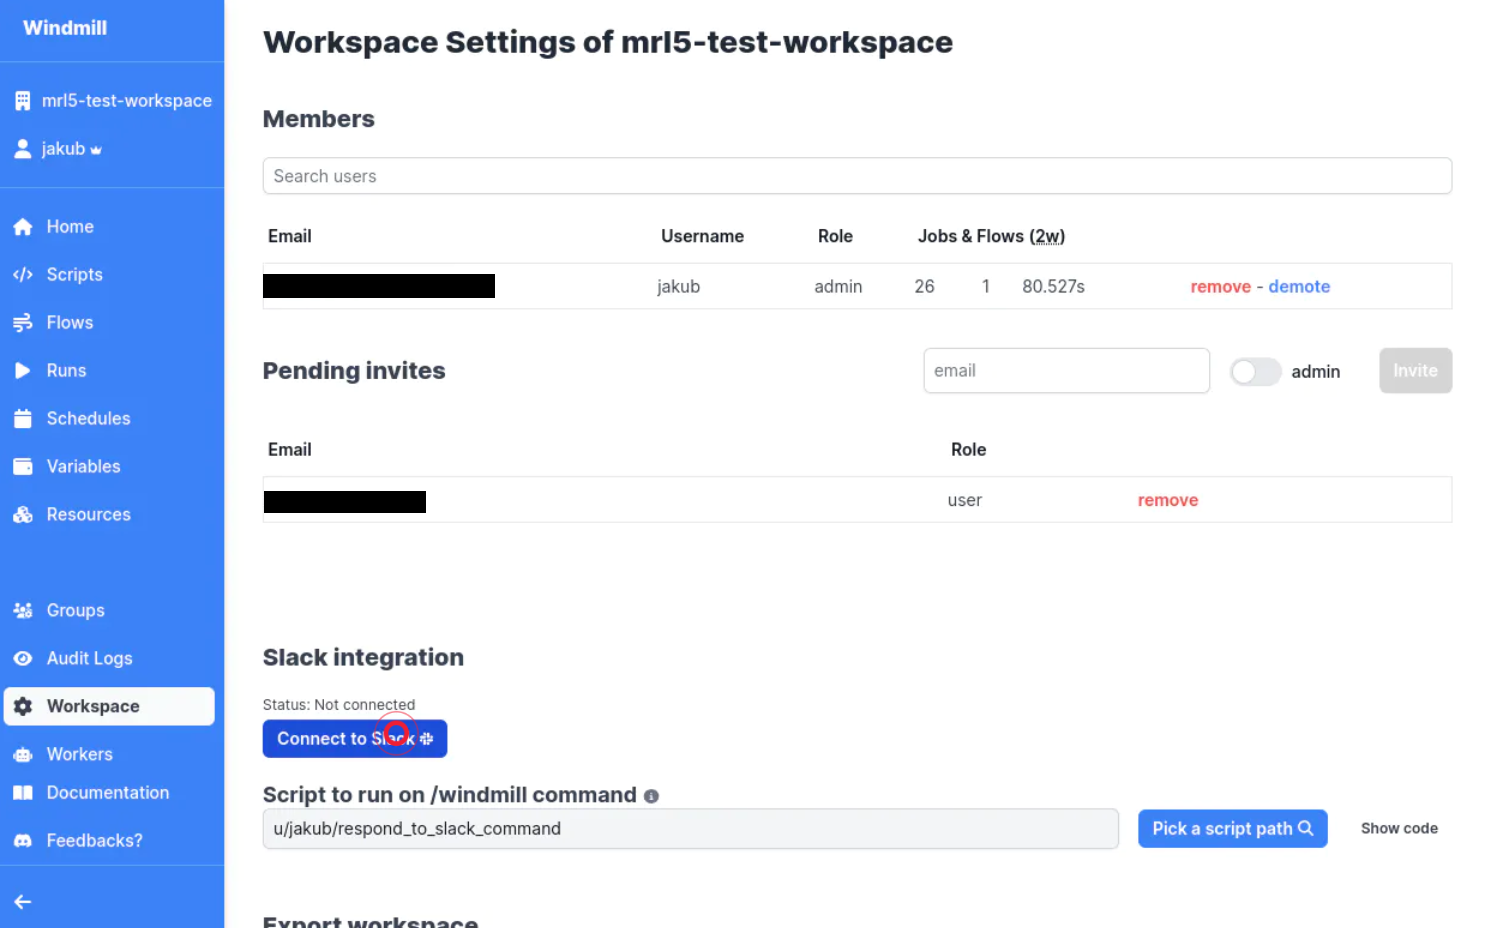 Windmill
mrl5-test-workspace
jakub
Home
Scripts
Flows
Runs
Schedules
Variables
Resources
Groups
Audit Logs
Workspace
Workers
Documentation
Feedbacks?
Workspace Settings of mrl5-test-workspace
Members
Search users
Email Username Role Jobs & Flows (2w)
jakub admin 26 1 80.527s remove - demote
Pending invites email admin Invite
Email Role
user remove
Slack integration
Status: Not connected
Connect to Slack
Script to run on /windmill command
u/jakub/respond_to_slack_command Pick a script path Show code
Export workspace